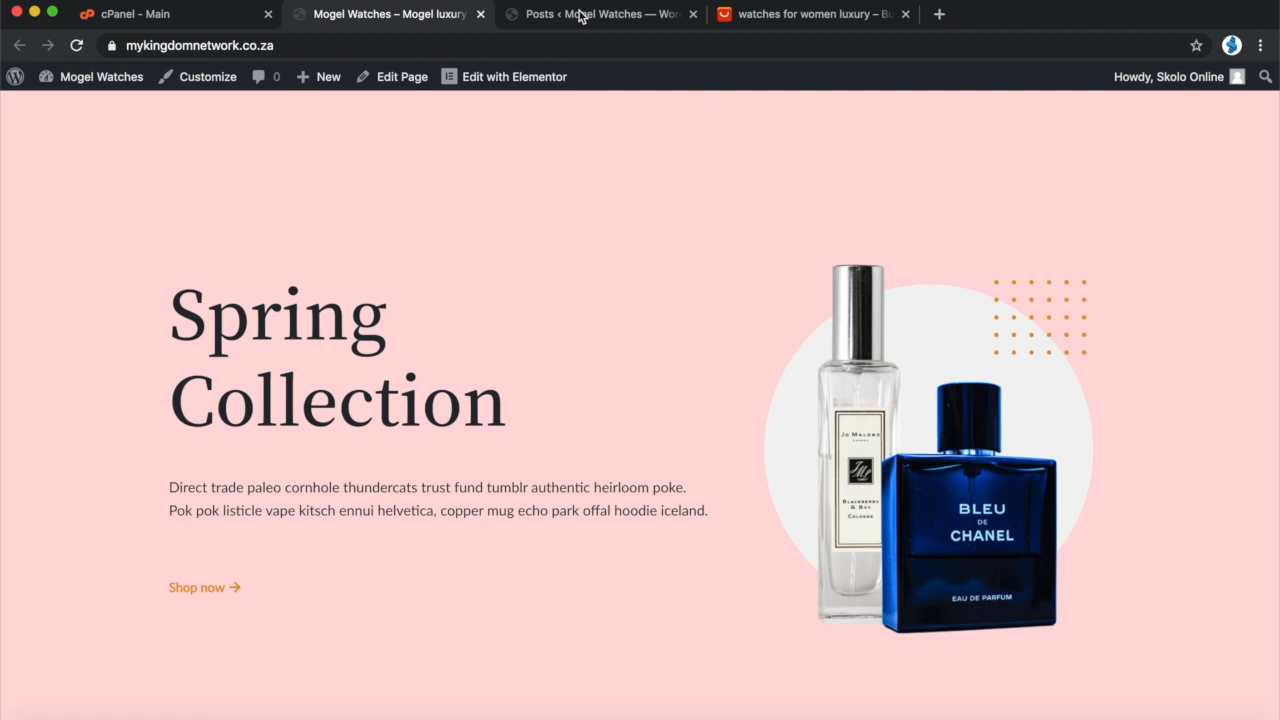 cPanel - Main
Mogel Watches – Mogel luxury
Posts ‹ Mogel Watches — Wor
watches for women luxury – Bu
mykingdomnetwork.co.za
Mogel Watches
Customize
0
New
Edit Page
Edit with Elementor
Howdy, Skolo Online
Spring
Collection
Direct trade paleo cornhole thundercats trust fund tumblr authentic heirloom poke.
Pok pok listicle vape kitsch ennui helvetica, copper mug echo park offal hoodie iceland.
Shop now →
JO MALONE
LONDON
BLACKBERRY
& BAY
COLOGNE
BLEU
DE
CHANEL
EAU DE PARFUM